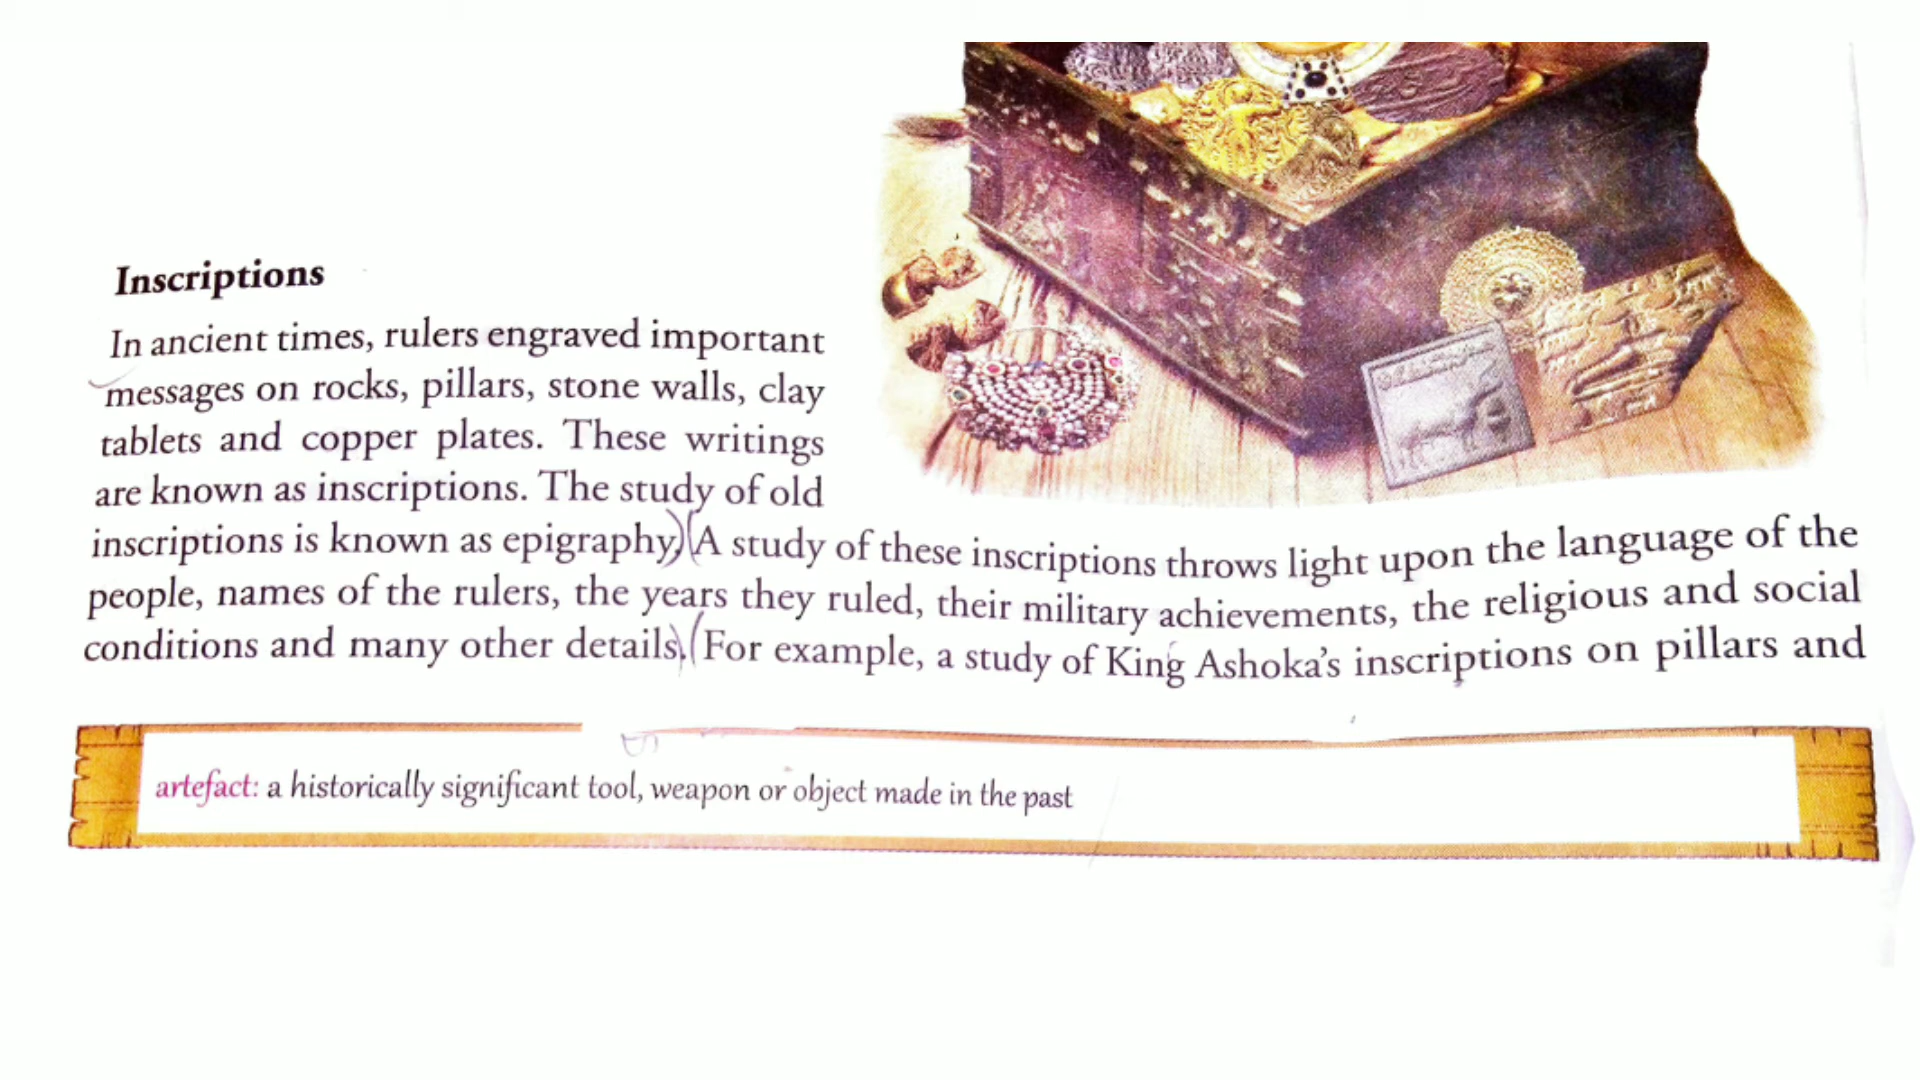 Inscriptions
In ancient times, rulers engraved important
messages on rocks, pillars, stone walls, clay
tablets and copper plates. These writings
are known as inscriptions. The study of old
inscriptions is known as epigraphy. A study of these inscriptions throws light upon the language of the
people, names of the rulers, the years they ruled, their military achievements, the religious and social
conditions and many other details. For example, a study of King Ashoka's inscriptions on pillars and
artefact: a historically significant tool, weapon or object made in the past